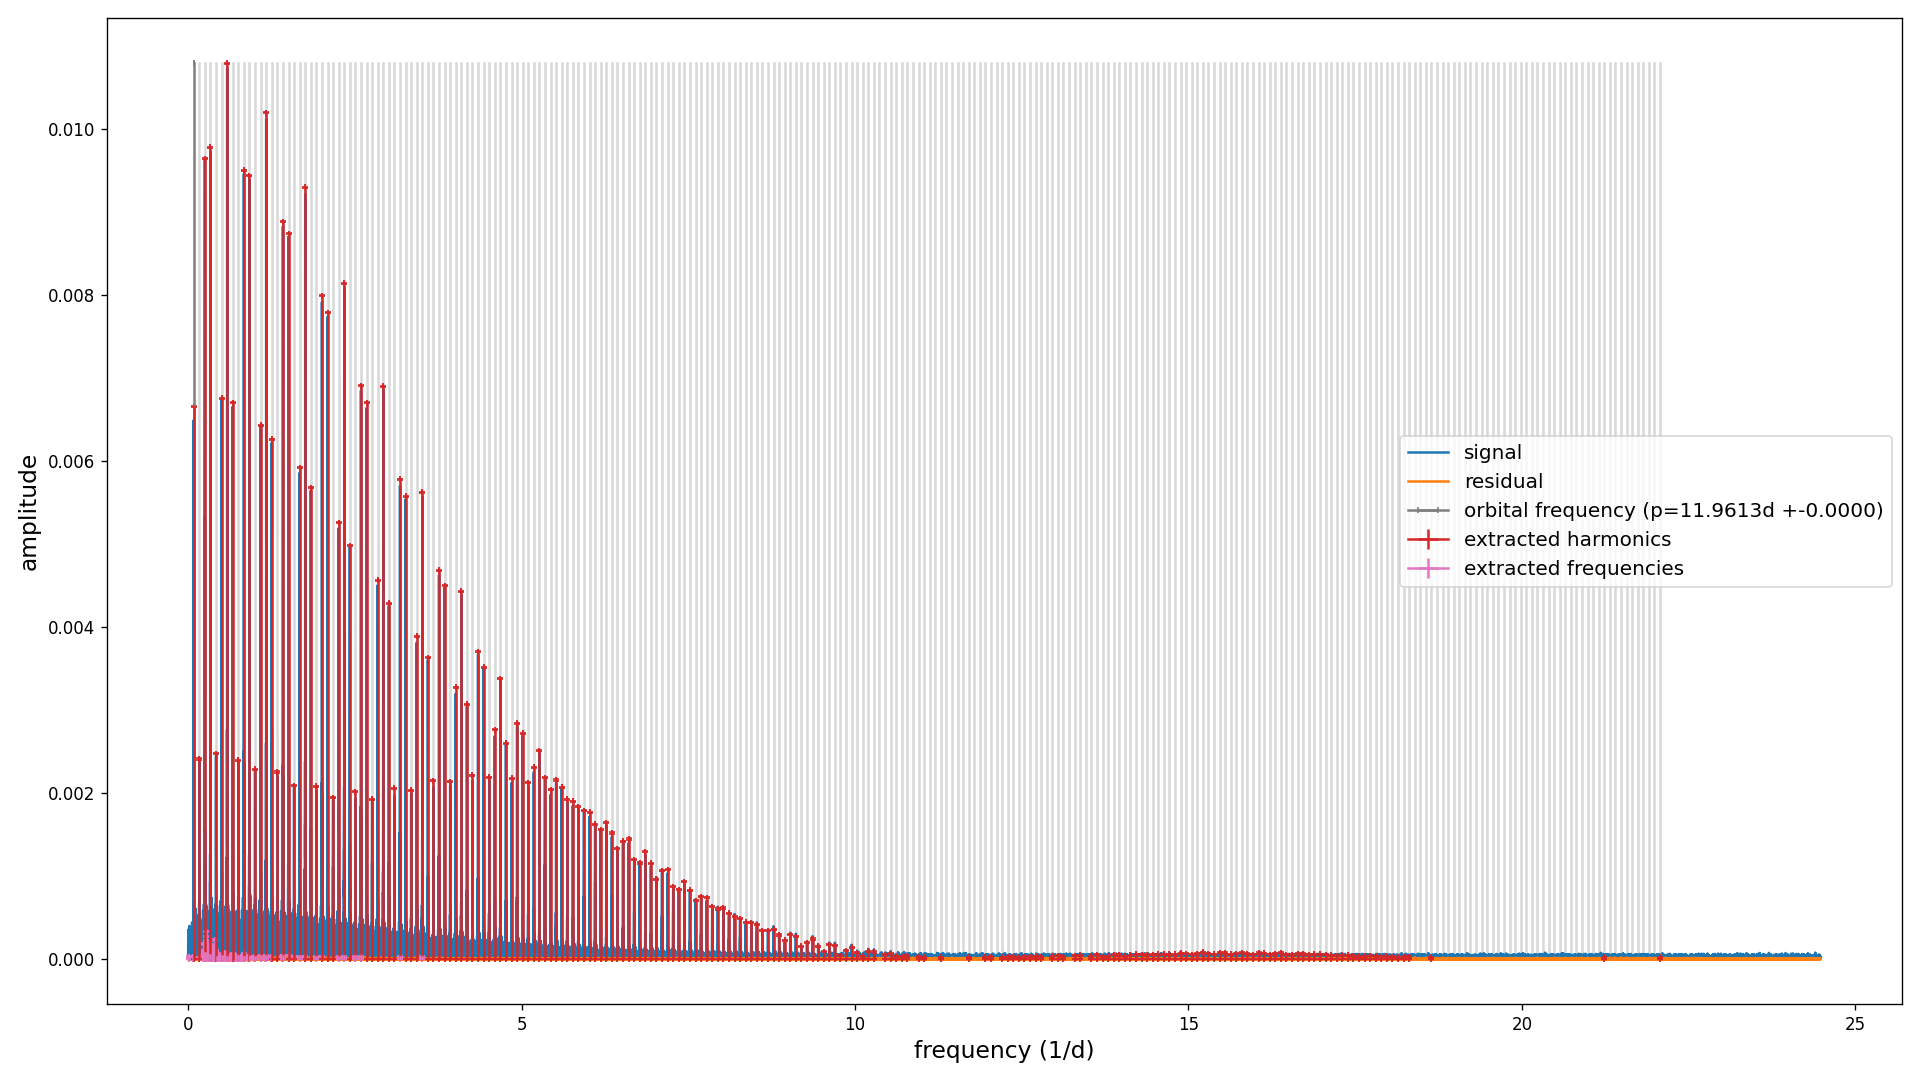 0.010
0.008
0.006
0.004
0.002
0.000
amplitude
0
5
10
15
20
25
frequency (1/d)
signal
residual
orbital frequency (p=11.9613d +-0.0000)
extracted harmonics
extracted frequencies